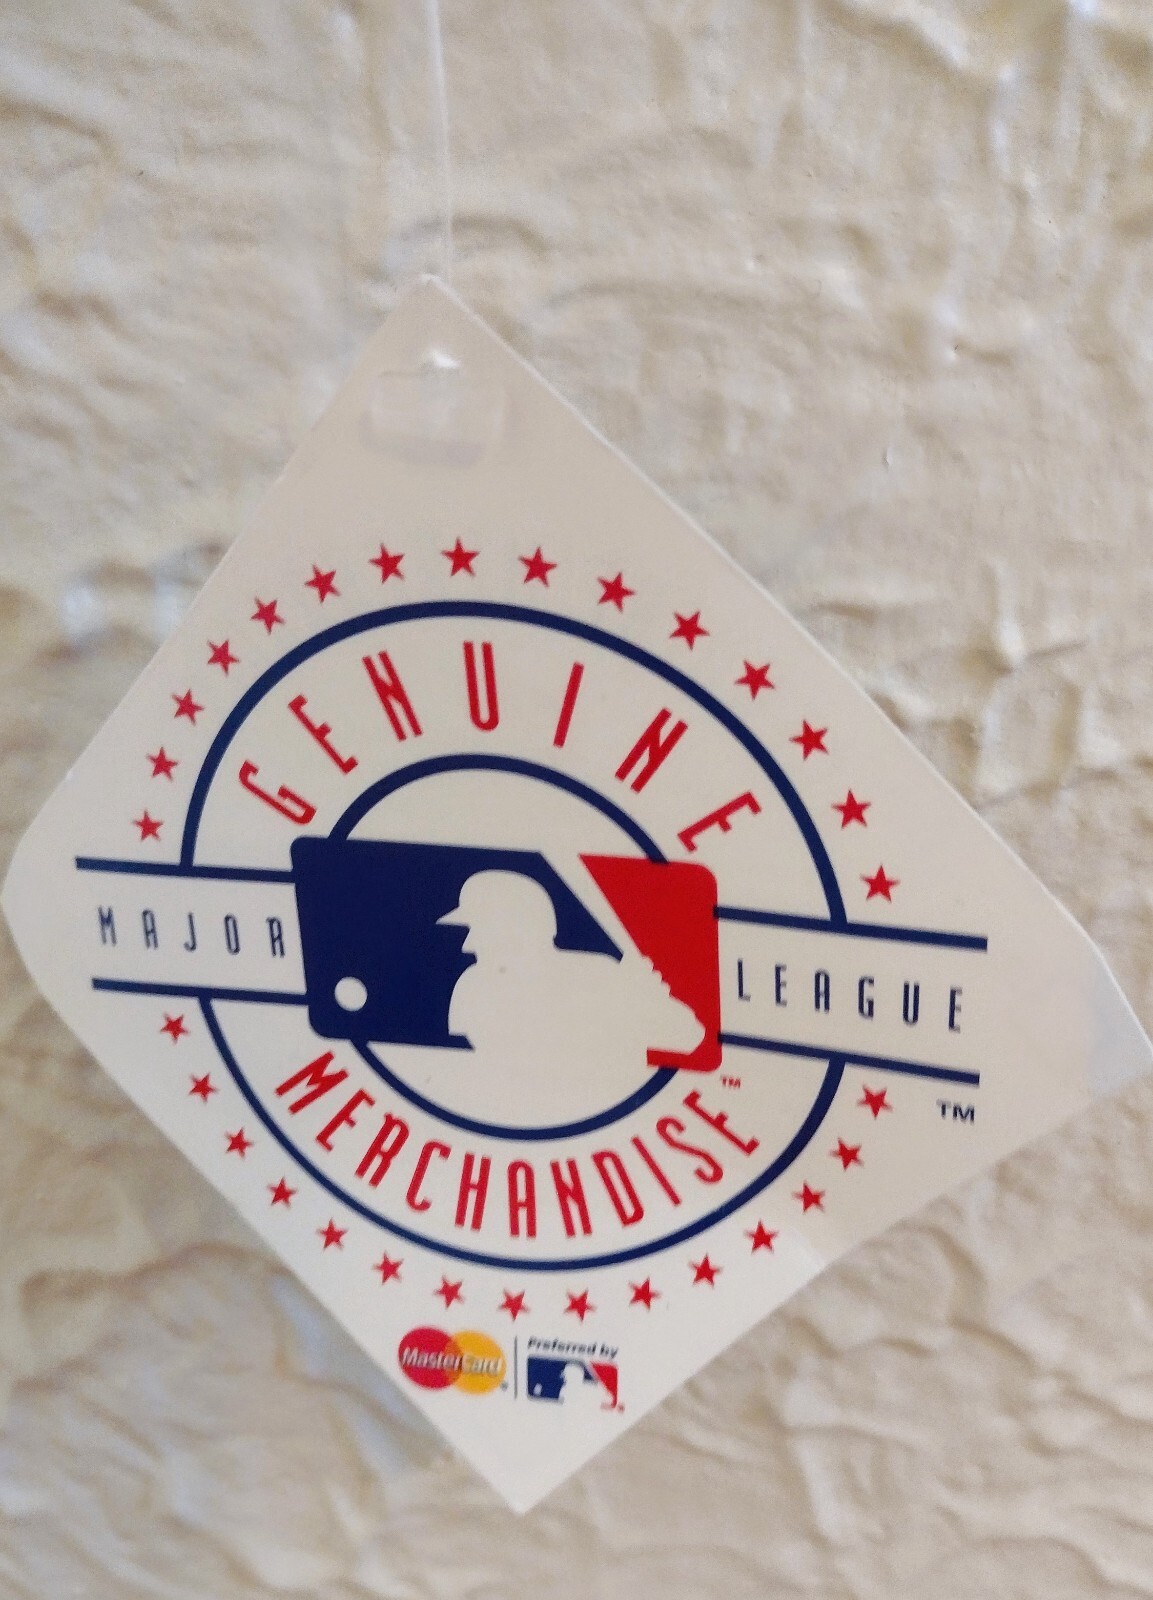 GENUINE
MAJOR LEAGUE
MERCHANDISE™
TM
MasterCard®
Preferred by